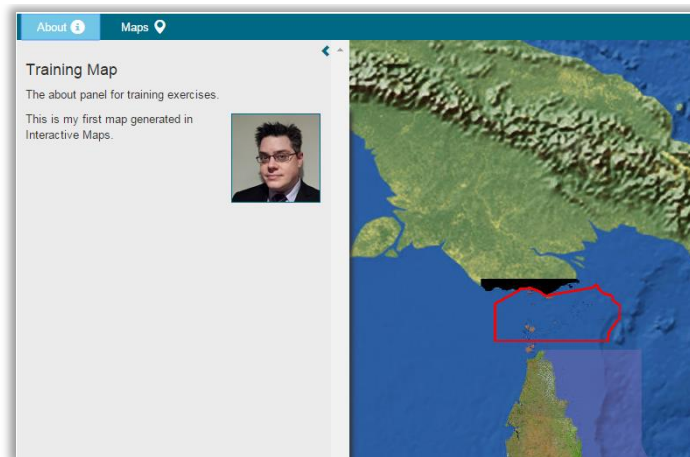 About Maps
Training Map
The about panel for training exercises.
This is my first map generated in
Interactive Maps.